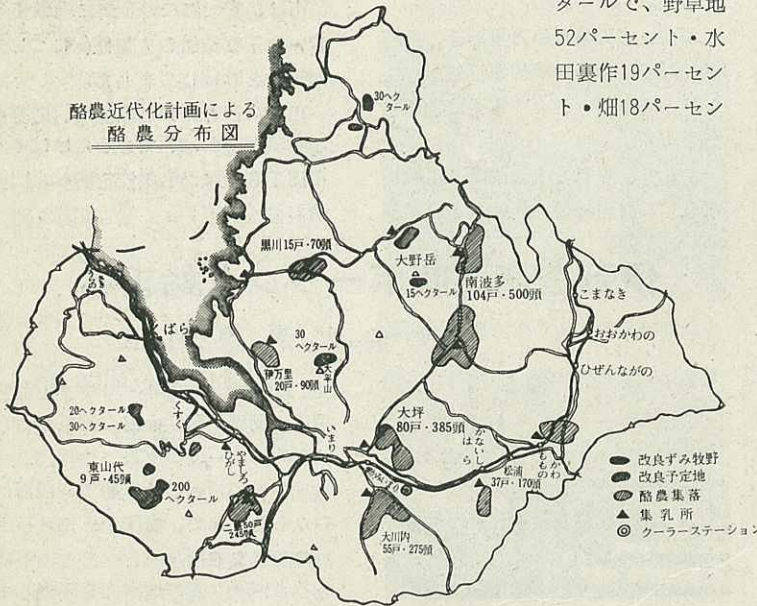 タールで、野草地
52パーセント・水
田裏作19パーセン
ト・畑18パーセン
酪農近代化計画による
酪農分布図
30ヘク
タール
黒川15戸・70頭
大野岳
15ヘクタール
南波多
104戸・500頭
こまなき
おおかわの
ひぜんながの
うらのさき
ばら
30
ヘクタール
大平山
伊万里
20戸・90頭
くすく
20ヘクタール
30ヘクタール
いまり
大坪
80戸・385頭
かないしはら
もものかわ
松浦
37戸・170頭
東山代
9戸・45頭
200
ヘクタール
ひがし
やましろ
二里50戸
245頭
大川内
55戸・275頭
改良ずみ牧野
改良予定地
酪農集落
集乳所
クーラーステーション